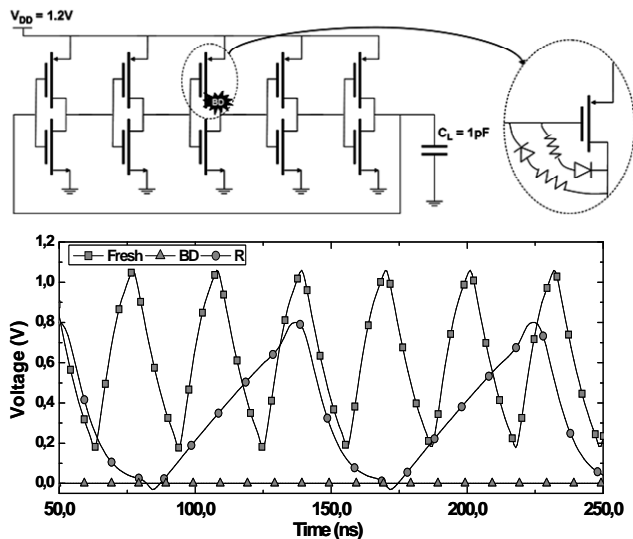 V_DD = 1.2V
BD
C_L = 1pF
Fresh BD R
Voltage (V)
1,2
1,0
0,8
0,6
0,4
0,2
0,0
50,0 100,0 150,0 200,0 250,0
Time (ns)